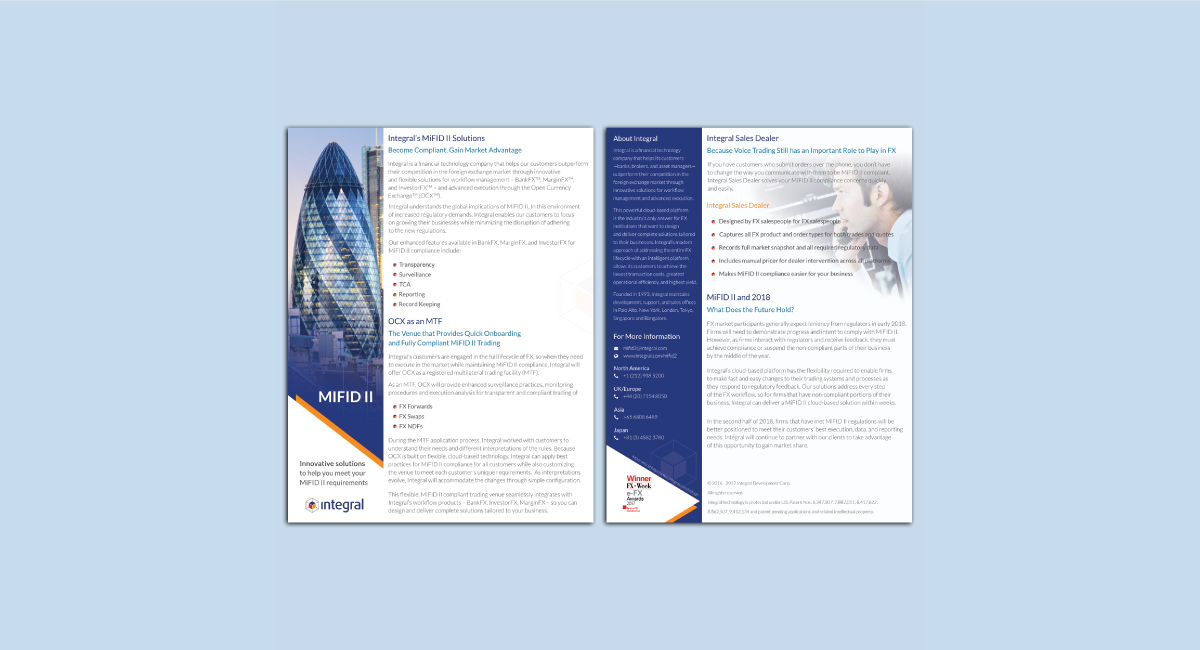 MIFID II
Innovative solutions
to help you meet your
MiFID II requirements
integral
Integral's MiFID II Solutions
Become Compliant, Gain Market Advantage
Integral is a financial technology company that helps our customers outperform
their competition in the foreign exchange market through innovative
and flexible solutions for workflow management – BankFX™, MarginFX™,
and InvestorFX™ – and advanced execution through the Open Currency
Exchange™ (OCX™).
Integral understands the global implications of MIFID II. In this environment
of increased regulatory demands, Integral enables our customers to focus
on growing their businesses while minimizing the disruption of adhering
to the new regulations.
Our enhanced features available in BankFX, MarginFX, and InvestorFX for
MIFID II compliance include:
Transparency
Surveillance
TCA
Reporting
Record Keeping
OCX as an MTF
The Venue that Provides Quick Onboarding
and Fully Compliant MIFID II Trading
Integral's customers are engaged in the full lifecycle of FX, so when they need
to execute in the market while maintaining MIFID II compliance, Integral will
offer OCX as a registered multilateral trading facility (MTF).
As an MTF, OCX will provide enhanced surveillance practices, monitoring
procedures and execution analysis for transparent and compliant trading of
FX Forwards
FX Swaps
FX NDFs
During the MTF application process, Integral worked with customers to
understand their needs and different interpretations of the rules. Because
OCX is built on flexible, cloud-based technology, Integral can apply best
practices for MIFID II compliance for all customers while also customizing
the venue to meet each customer's unique requirements. As interpretations
evolve, Integral will accommodate the changes through simple configuration.
This flexible, MIFID II compliant trading venue seamlessly integrates with
Integral's workflow products – BankFX, InvestorFX, MarginFX – so you can
design and deliver complete solutions tailored to your business.
About Integral
Integral is a financial technology
company that helps its customers
—banks, brokers, and asset managers—
outperform their competition in the
foreign exchange market through
innovative solutions for workflow
management and advanced execution.
This powerful cloud-based platform
is the industry's only answer for FX
institutions that want to design
and deliver complete solutions tailored
to their businesses. Integral's modern
approach of addressing the entire FX
lifecycle with an intelligent platform
allows its customers to achieve the
lowest transaction costs, greatest
operational efficiency, and highest yield.
Founded in 1993, Integral maintains
development, support, and sales offices
in Palo Alto, New York, London, Tokyo,
Singapore and Bangalore.
For More Information
mifid2@integral.com
www.integral.com/mifid2
North America
UK/Europe
Asia
Japan
Winner
FX-Week
e-FX
Awards
2017
Integral Sales Dealer
Because Voice Trading Still has an Important Role to Play in FX
If you have customers who submit orders over the phone, you don't have
to change the way you communicate with them to be MIFID II compliant.
Integral Sales Dealer solves your MIFID II compliance concerns quickly
and easily.
Integral Sales Dealer
Designed by FX salespeople for FX salespeople
Captures all FX product and order types for both trades and quotes
Records full market snapshot and all required regulatory data
Includes manual pricer for dealer intervention across all platforms
Makes MiFID II compliance easier for your business
MiFID II and 2018
What Does the Future Hold?
FX market participants generally expect leniency from regulators in early 2018.
Firms will need to demonstrate progress and intent to comply with MIFID II.
However, as firms interact with regulators and receive feedback, they must
achieve compliance or suspend the non-compliant parts of their business
by the middle of the year.
Integral's cloud-based platform has the flexibility required to enable firms
to make fast and easy changes to their trading systems and processes as
they respond to regulatory feedback. Our solutions address every step
of the FX workflow, so for firms that have non-compliant portions of their
business, Integral can deliver a MIFID II cloud-based solution within weeks.
In the second half of 2018, firms that have met MIFID II regulations will be
better positioned to meet their customers' best execution, data, and reporting
needs. Integral will continue to partner with our clients to take advantage
of this opportunity to gain market share.
© 2016 - 2017 Integral Development Corp.
All rights reserved.